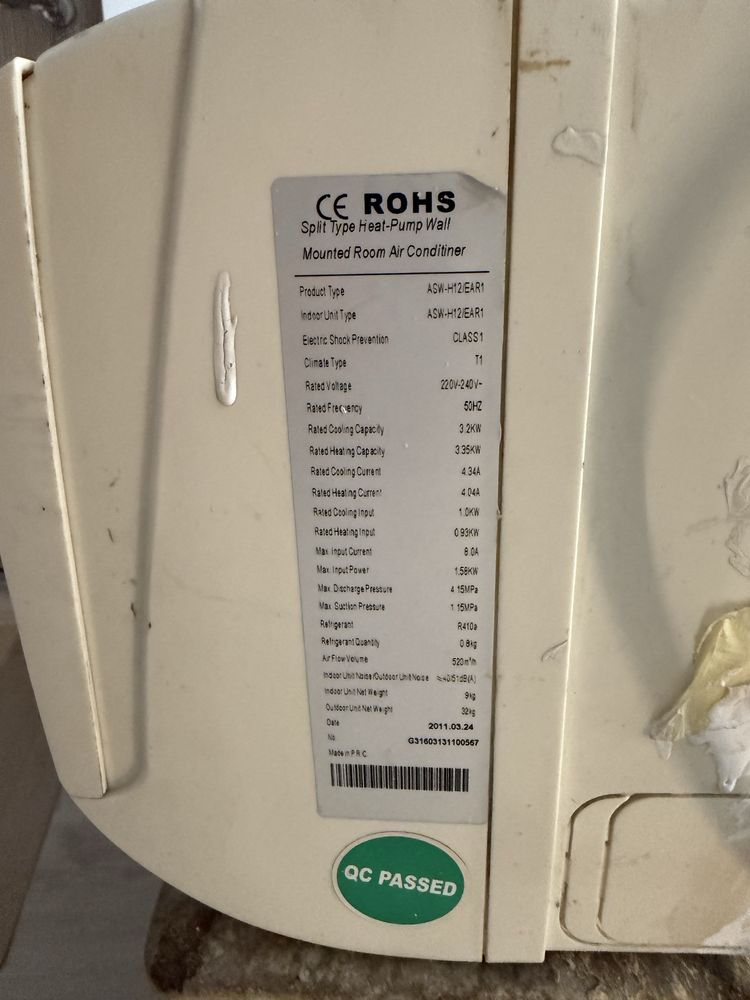 CE ROHS
Split Type Heat-Pump Wall
Mounted Room Air Conditiner
Product Type ASW-H12/EAR1
Indoor Unit Type ASW-H12/EAR1
Electric Shock Prevention CLASS1
Climate Type T1
Rated Voltage 220V-240V~
Rated Frequency 50HZ
Rated Cooling Capacity 3.2KW
Rated Heating Capacity 3.35KW
Rated Cooling Current 4.34A
Rated Heating Current 4.04A
Rated Cooling Input 1.0KW
Rated Heating Input 0.93KW
Max. Input Current 8.0A
Max. Input Power 1.58KW
Max. Discharge Pressure 4.15MPa
Max. Suction Pressure 1.15MPa
Refrigerant R410a
Refrigerant Quantity 0.8kg
Air Flow Volume 520m³/h
Indoor Unit Noise/Outdoor Unit Noise ≤40/51dB(A)
Indoor Unit Net Weight 9kg
Outdoor Unit Net Weight 32kg
Date 2011.03.24
No. G31603131100567
Made in P.R.C
QC PASSED